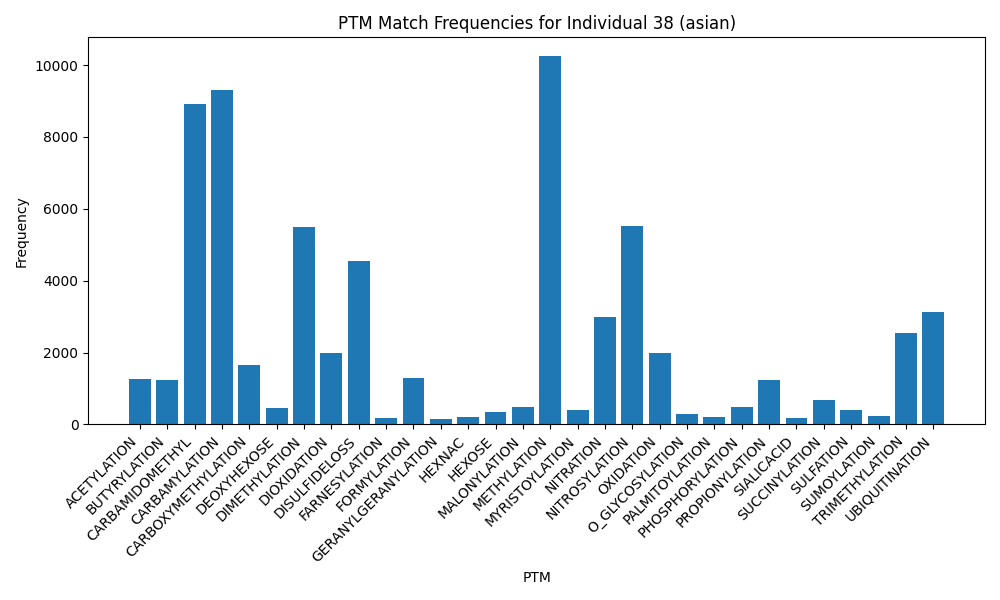 PTM Match Frequencies for Individual 38 (asian)
Frequency
10000
8000
6000
4000
2000
0
ACETYLATION
BUTYRYLATION
CARBAMIDOMETHYL
CARBAMYLATION
CARBOXYMETHYLATION
DEOXYHEXOSE
DIMETHYLATION
DIOXIDATION
DISULFIDELOSS
FARNESYLATION
FORMYLATION
GERANYLGERANYLATION
HEXNAC
HEXOSE
MALONYLATION
METHYLATION
MYRISTOYLATION
NITRATION
NITROSYLATION
OXIDATION
O_GLYCOSYLATION
PALMITOYLATION
PHOSPHORYLATION
PROPIONYLATION
SIALICACID
SUCCINYLATION
SULFATION
SUMOYLATION
TRIMETHYLATION
UBIQUITINATION
PTM